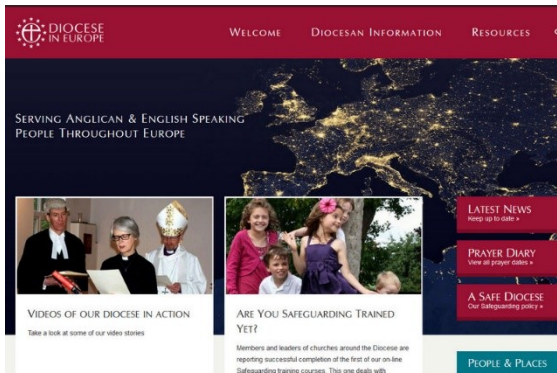 DIOCESE
IN EUROPE
WELCOME
DIOCESAN INFORMATION
RESOURCES
SERVING ANGLICAN & ENGLISH SPEAKING
PEOPLE THROUGHOUT EUROPE
LATEST NEWS
Keep up to date »
PRAYER DIARY
View all prayer dates »
A SAFE DIOCESE
Our Safeguarding policy »
VIDEOS OF OUR DIOCESE IN ACTION
Take a look at some of our video stories
ARE YOU SAFEGUARDING TRAINED
YET?
Members and leaders of churches around the Diocese are
reporting successful completion of the first of our on-line
Safeguarding training courses. This one deals with
PEOPLE & PLACES